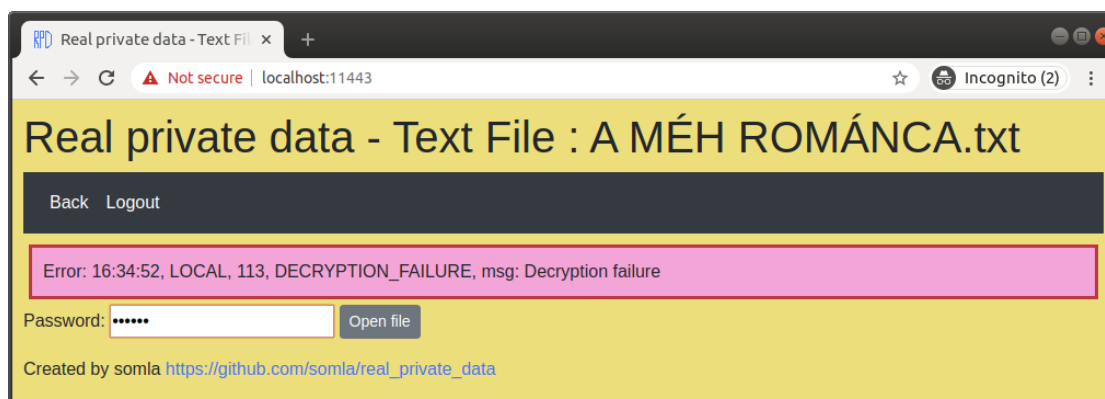 RPD Real private data - Text Fil
Not secure | localhost:11443 Incognito (2)
Real private data - Text File : A MÉH ROMÁNCA.txt
Back Logout
Error: 16:34:52, LOCAL, 113, DECRYPTION_FAILURE, msg: Decryption failure
Password: •••••• Open file
Created by somla https://github.com/somla/real_private_data